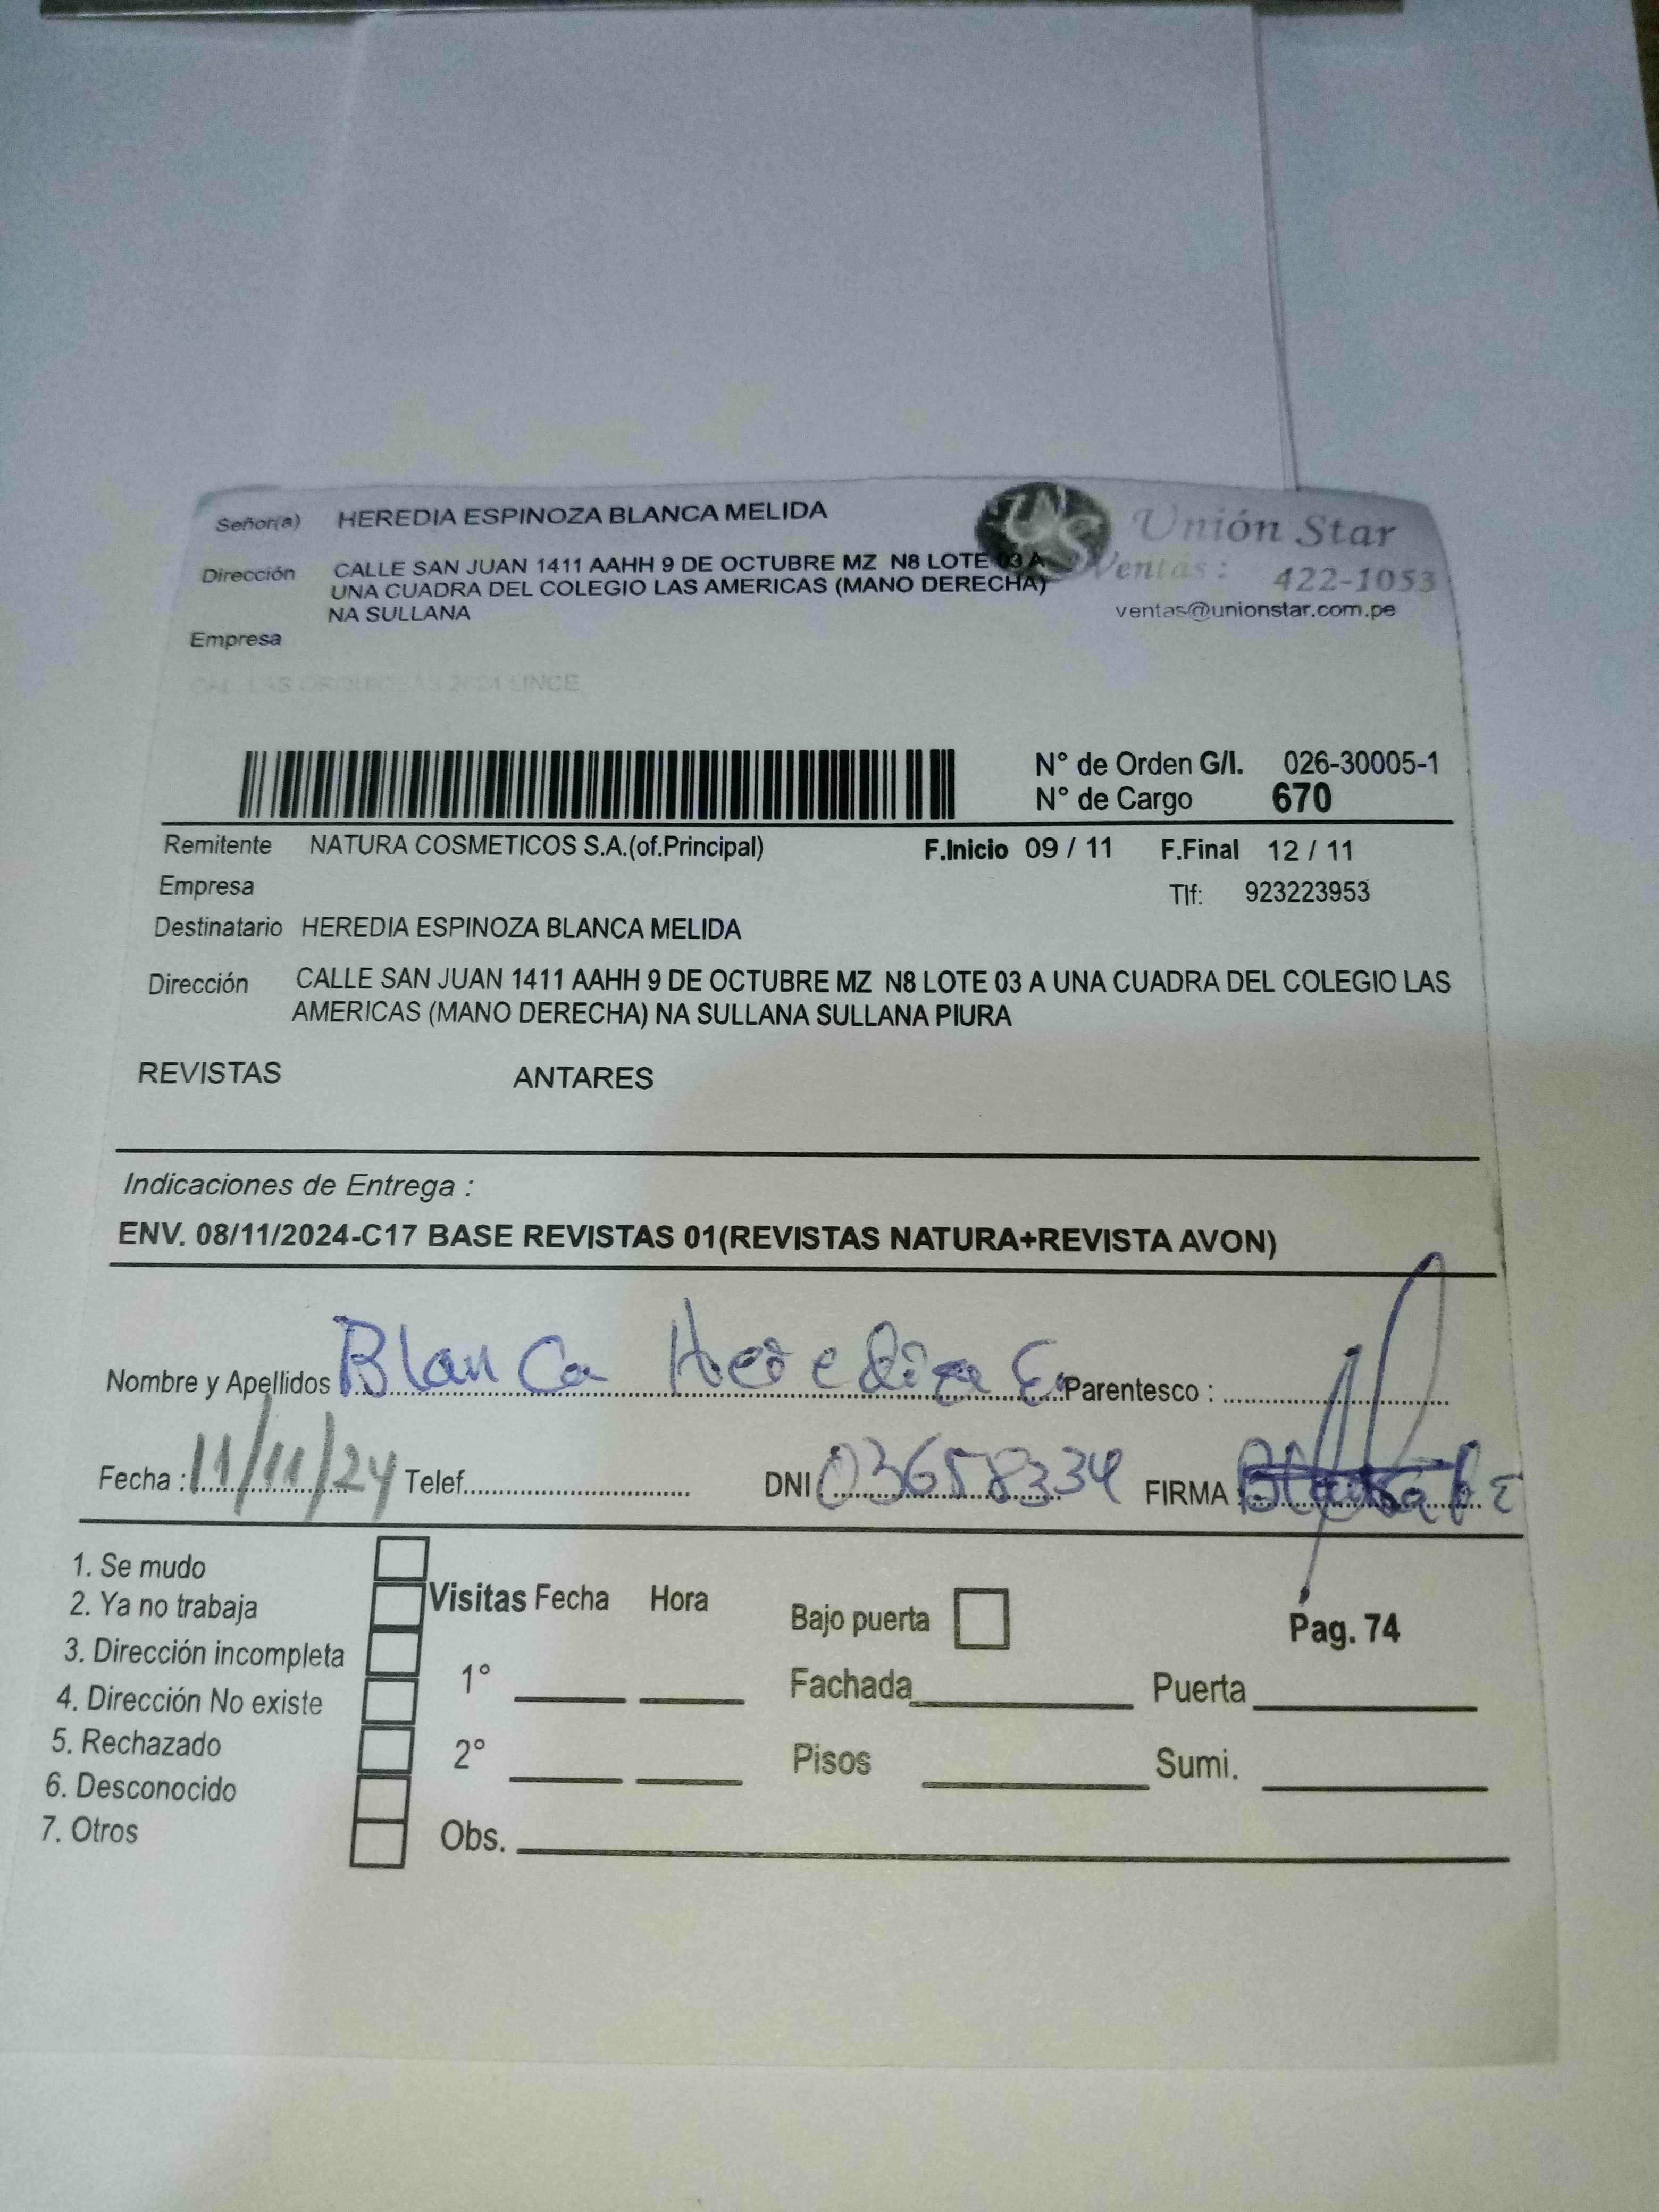 Señor(a) HEREDIA ESPINOZA BLANCA MELIDA
Unión Star
Ventas: 422-1053
ventas@unionstar.com.pe
Dirección CALLE SAN JUAN 1411 AAHH 9 DE OCTUBRE MZ N8 LOTE 03 A
UNA CUADRA DEL COLEGIO LAS AMERICAS (MANO DERECHA)
NA SULLANA
Empresa
2024 LINCE
N° de Orden G/I. 026-30005-1
N° de Cargo 670
Remitente NATURA COSMETICOS S.A.(of.Principal) F.Inicio 09 / 11 F.Final 12 / 11
Empresa Tlf: 923223953
Destinatario HEREDIA ESPINOZA BLANCA MELIDA
Dirección CALLE SAN JUAN 1411 AAHH 9 DE OCTUBRE MZ N8 LOTE 03 A UNA CUADRA DEL COLEGIO LAS
AMERICAS (MANO DERECHA) NA SULLANA SULLANA PIURA
REVISTAS ANTARES
Indicaciones de Entrega :
ENV. 08/11/2024-C17 BASE REVISTAS 01(REVISTAS NATURA+REVISTA AVON)
Nombre y Apellidos Blanca Heredia Parentesco :
Fecha : 11/11/24 Telef. DNI 03658334 FIRMA
1. Se mudo
2. Ya no trabaja
3. Dirección incompleta
4. Dirección No existe
5. Rechazado
6. Desconocido
7. Otros
Visitas Fecha Hora
1°
2°
Obs.
Bajo puerta
Pag. 74
Fachada Puerta
Pisos Sumi.